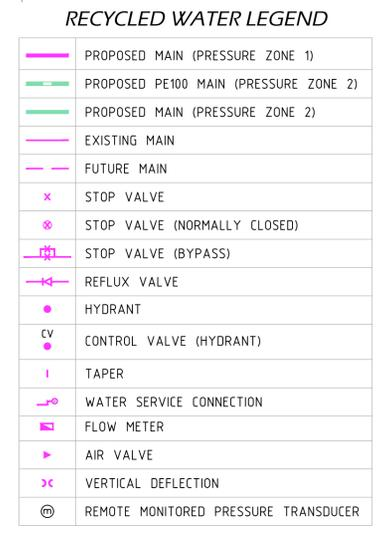 RECYCLED WATER LEGEND
PROPOSED MAIN (PRESSURE ZONE 1)
PROPOSED PE100 MAIN (PRESSURE ZONE 2)
PROPOSED MAIN (PRESSURE ZONE 2)
EXISTING MAIN
FUTURE MAIN
STOP VALVE
STOP VALVE (NORMALLY CLOSED)
STOP VALVE (BYPASS)
REFLUX VALVE
HYDRANT
CV
CONTROL VALVE (HYDRANT)
TAPER
WATER SERVICE CONNECTION
FLOW METER
AIR VALVE
VERTICAL DEFLECTION
m REMOTE MONITORED PRESSURE TRANSDUCER